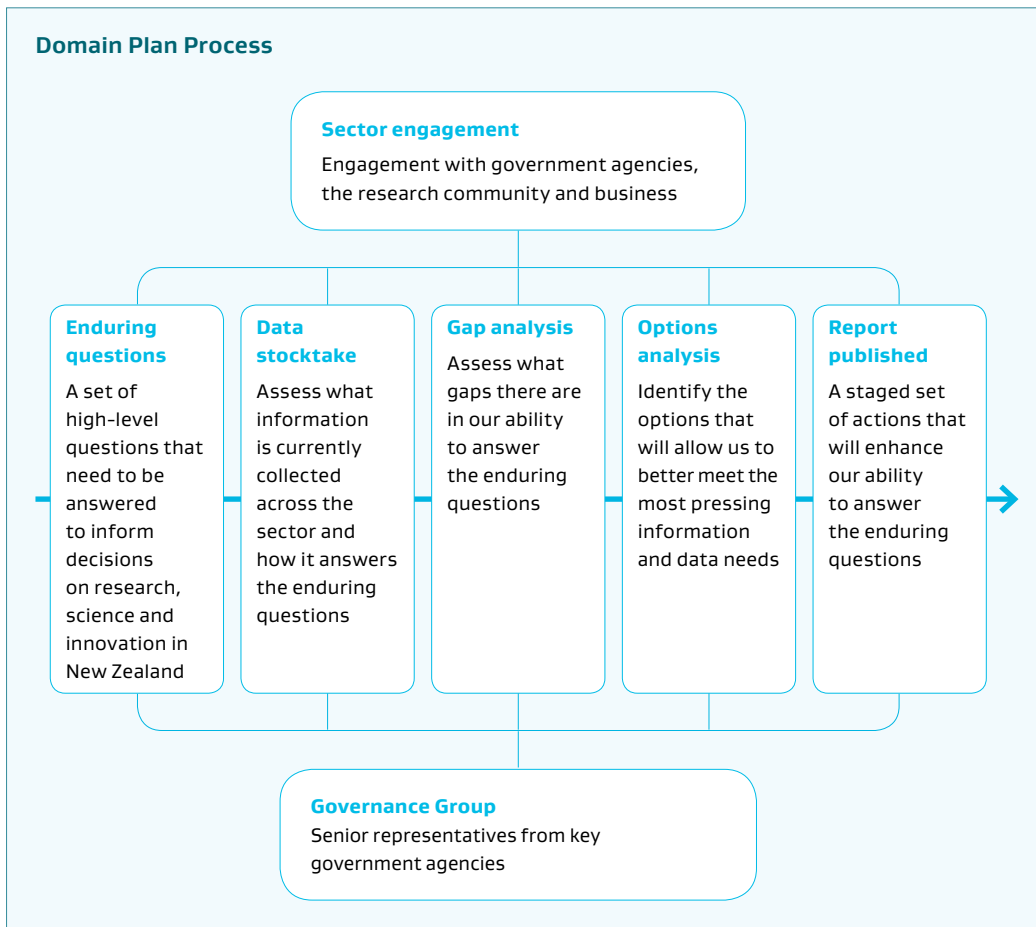 Domain Plan Process
Sector engagement
Engagement with government agencies,
the research community and business
Enduring
questions
A set of
high-level
questions that
need to be
answered
to inform
decisions
on research,
science and
innovation in
New Zealand
Data
stocktake
Assess what
information
is currently
collected
across the
sector and
how it answers
the enduring
questions
Gap analysis
Assess what
gaps there are
in our ability
to answer
the enduring
questions
Options
analysis
Identify the
options that
will allow us to
better meet the
most pressing
information
and data needs
Report
published
A staged set
of actions that
will enhance
our ability
to answer
the enduring
questions
Governance Group
Senior representatives from key
government agencies